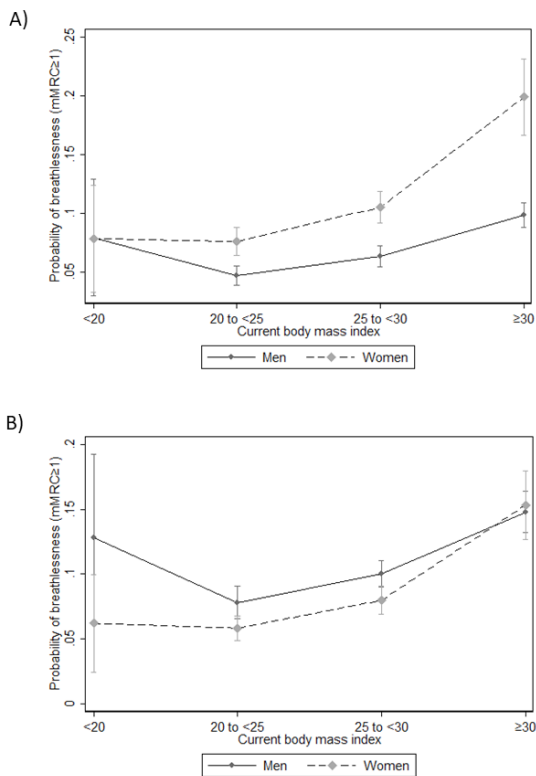 A)
Probability of breathlessness (mMRC≥1)
.25
.2
.15
.1
.05
<20
20 to <25
25 to <30
≥30
Current body mass index
Men
Women
B)
Probability of breathlessness (mMRC≥1)
.2
.15
.1
.05
0
<20
20 to <25
25 to <30
≥30
Current body mass index
Men
Women